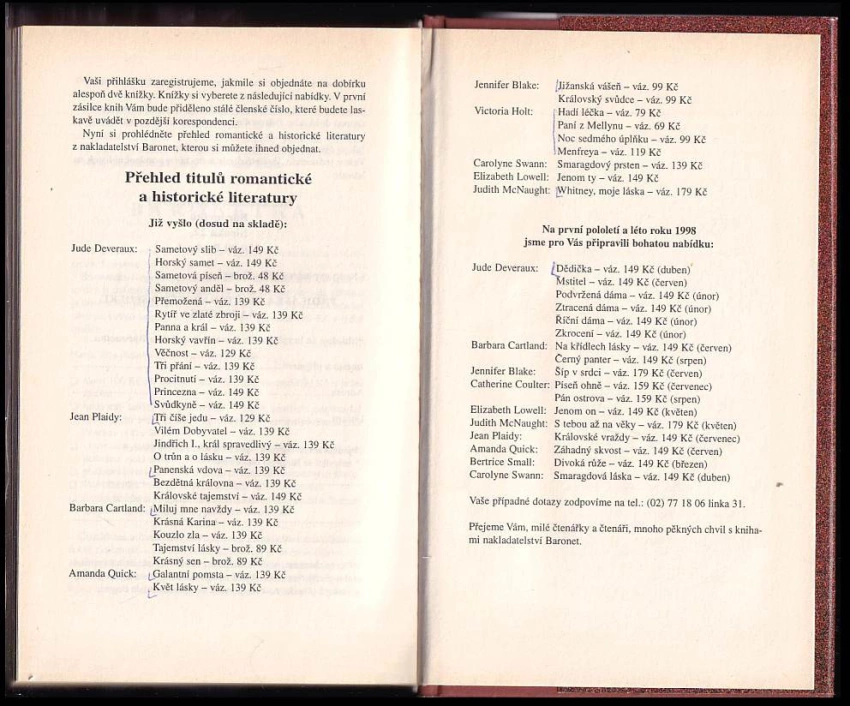 Vaši přihlášku zaregistrujeme, jakmile si objednáte na dobírku
alespoň dvě knížky. Knížky si vyberete z následující nabídky. V první
zásilce knih Vám bude přiděleno stálé členské číslo, které budete las-
kavě uvádět v pozdější korespondenci.
Nyní si prohlédněte přehled romantické a historické literatury
z nakladatelství Baronet, kterou si můžete ihned objednat.
Přehled titulů romantické
a historické literatury
Již vyšlo (dosud na skladě):
Jude Deveraux: Sametový slib – váz. 149 Kč
Horský samet – váz. 149 Kč
Sametová píseň – brož. 48 Kč
Sametový anděl – brož. 48 Kč
Přemožená – váz. 139 Kč
Rytíř ve zlaté zbroji – váz. 139 Kč
Panna a král – váz. 139 Kč
Horský vavřín – váz. 139 Kč
Věčnost – váz. 129 Kč
Tři přání – váz. 139 Kč
Procitnutí – váz. 139 Kč
Princezna – váz. 149 Kč
Svůdkyně – váz. 149 Kč
Jean Plaidy: Tři číše jedu – váz. 129 Kč
Vilém Dobyvatel – váz. 139 Kč
Jindřich I., král spravedlivý – váz. 139 Kč
O trůn a o lásku – váz. 139 Kč
Panenská vdova – váz. 139 Kč
Bezdětná královna – váz. 139 Kč
Královské tajemství – váz. 149 Kč
Barbara Cartland: Miluj mne navždy – váz. 139 Kč
Krásná Karina – váz. 139 Kč
Kouzlo zla – váz. 139 Kč
Tajemství lásky – brož. 89 Kč
Krásný sen – brož. 89 Kč
Amanda Quick: Galantní pomsta – váz. 139 Kč
Květ lásky – váz. 139 Kč
Jennifer Blake: Jižanská vášeň – váz. 99 Kč
Královský svůdce – váz. 99 Kč
Victoria Holt: Hadí léčka – váz. 79 Kč
Paní z Mellynu – váz. 69 Kč
Noc sedmého úplňku – váz. 99 Kč
Menfreya – váz. 119 Kč
Carolyne Swann: Smaragdový prsten – váz. 139 Kč
Elizabeth Lowell: Jenom ty – váz. 149 Kč
Judith McNaught: Whitney, moje láska – váz. 179 Kč
Na první pololetí a léto roku 1998
jsme pro Vás připravili bohatou nabídku:
Jude Deveraux: Dědička – váz. 149 Kč (duben)
Mstitel – váz. 149 Kč (červen)
Podvržená dáma – váz. 149 Kč (únor)
Ztracená dáma – váz. 149 Kč (únor)
Říční dáma – váz. 149 Kč (únor)
Zkrocení – váz. 149 Kč (únor)
Barbara Cartland: Na křídlech lásky – váz. 149 Kč (červen)
Černý panter – váz. 149 Kč (srpen)
Jennifer Blake: Šíp v srdci – váz. 179 Kč (červen)
Catherine Coulter: Píseň ohně – váz. 159 Kč (červenec)
Pán ostrova – váz. 159 Kč (srpen)
Elizabeth Lowell: Jenom on – váz. 149 Kč (květen)
Judith McNaught: S tebou až na věky – váz. 179 Kč (květen)
Jean Plaidy: Královské vraždy – váz. 149 Kč (červenec)
Amanda Quick: Záhadný skvost – váz. 149 Kč (červen)
Bertrice Small: Divoká růže – váz. 149 Kč (březen)
Carolyne Swann: Smaragdová láska – váz. 149 Kč (duben)
Vaše případné dotazy zodpovíme na tel.: (02) 77 18 06 linka 31.
Přejeme Vám, milé čtenářky a čtenáři, mnoho pěkných chvil s kniha-
mi nakladatelství Baronet.